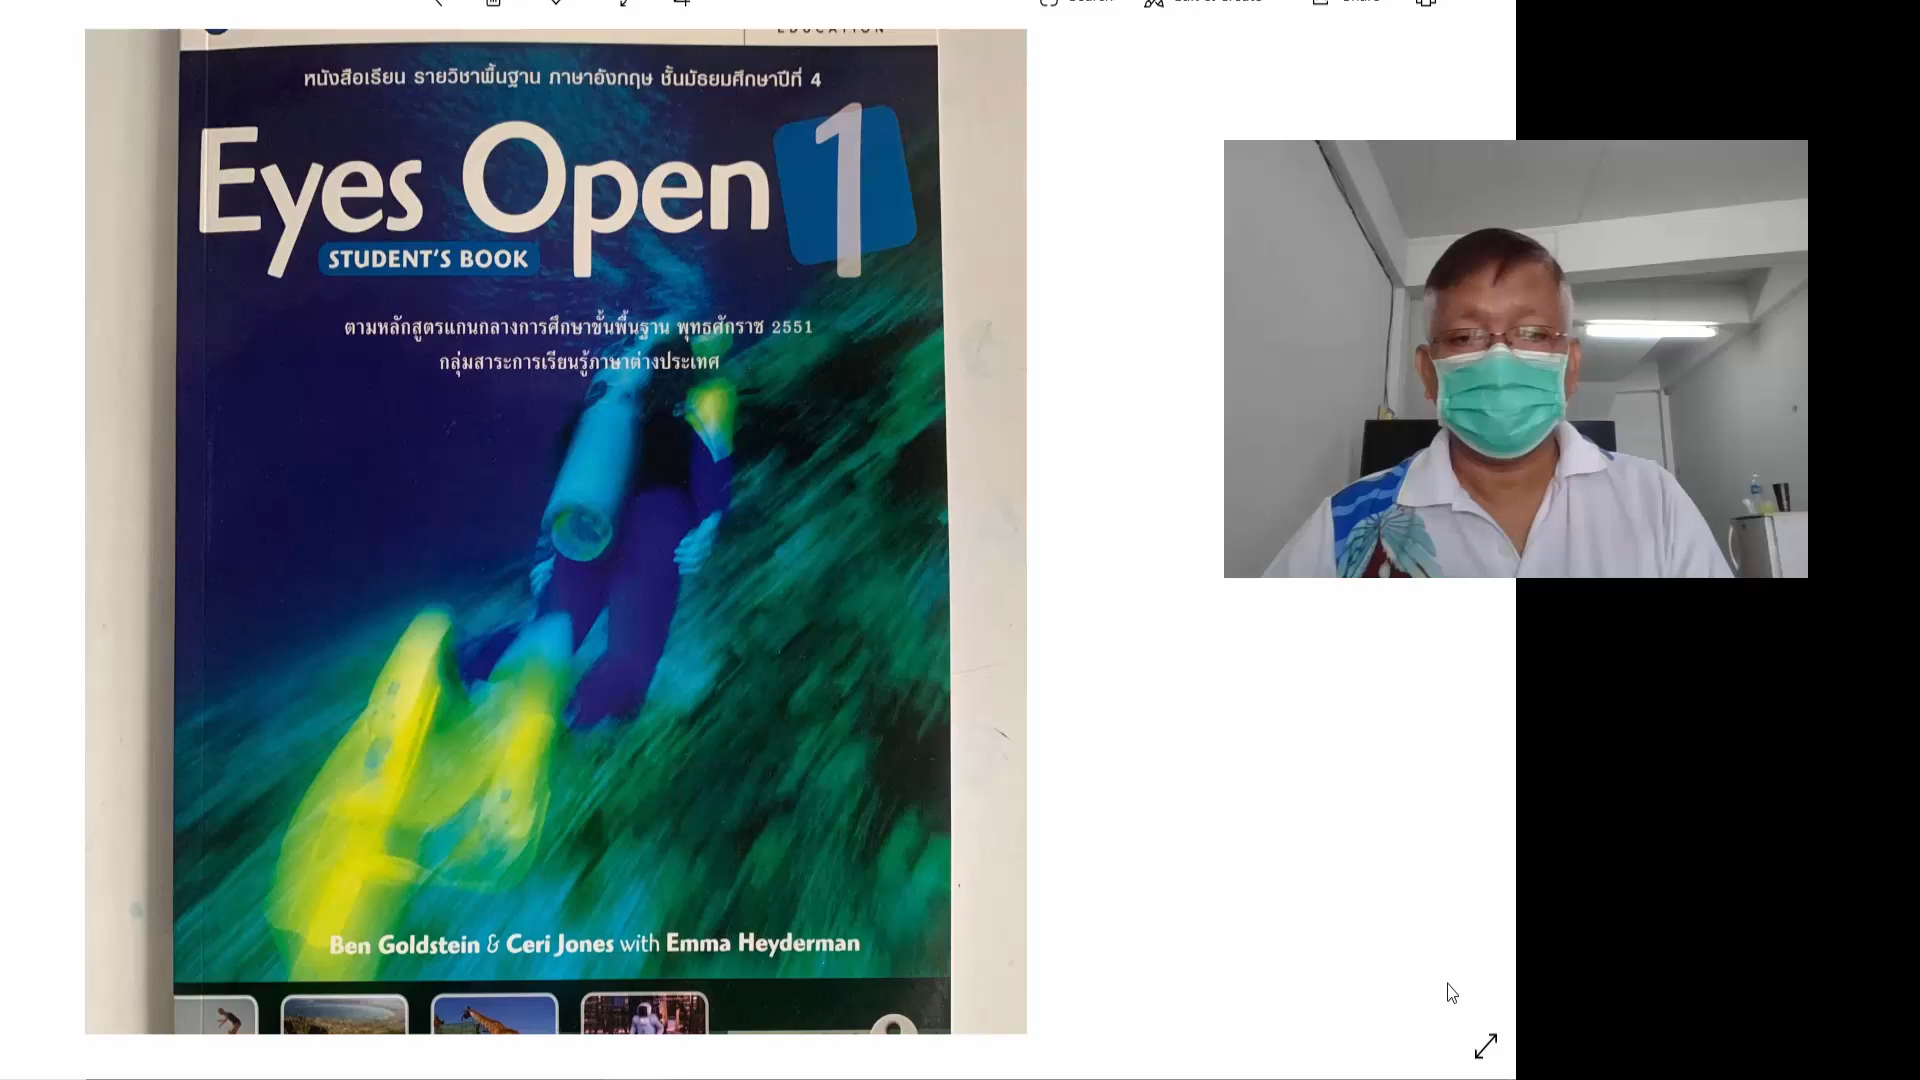 EDUCATION
หนังสือเรียน รายวิชาพื้นฐาน ภาษาอังกฤษ ชั้นมัธยมศึกษาปีที่ 4
Eyes Open 1
STUDENT'S BOOK
ตามหลักสูตรแกนกลางการศึกษาขั้นพื้นฐาน พุทธศักราช 2551
กลุ่มสาระการเรียนรู้ภาษาต่างประเทศ
Ben Goldstein & Ceri Jones with Emma Heyderman